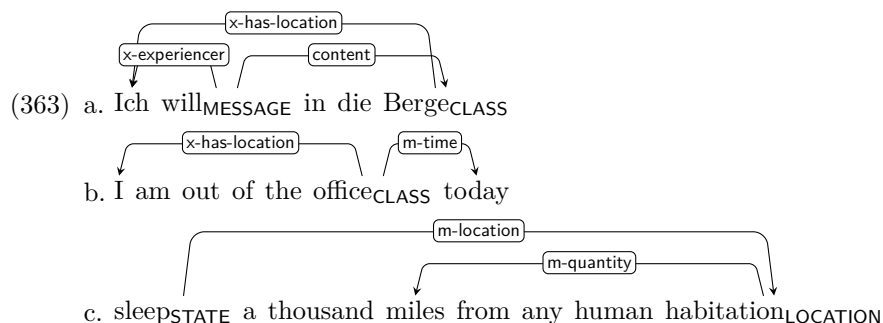 x-has-location
x-experiencer content
(363) a. Ich willMESSAGE in die BergeCLASS
x-has-location m-time
b. I am out of the officeCLASS today
m-location
m-quantity
c. sleepSTATE a thousand miles from any human habitationLOCATION